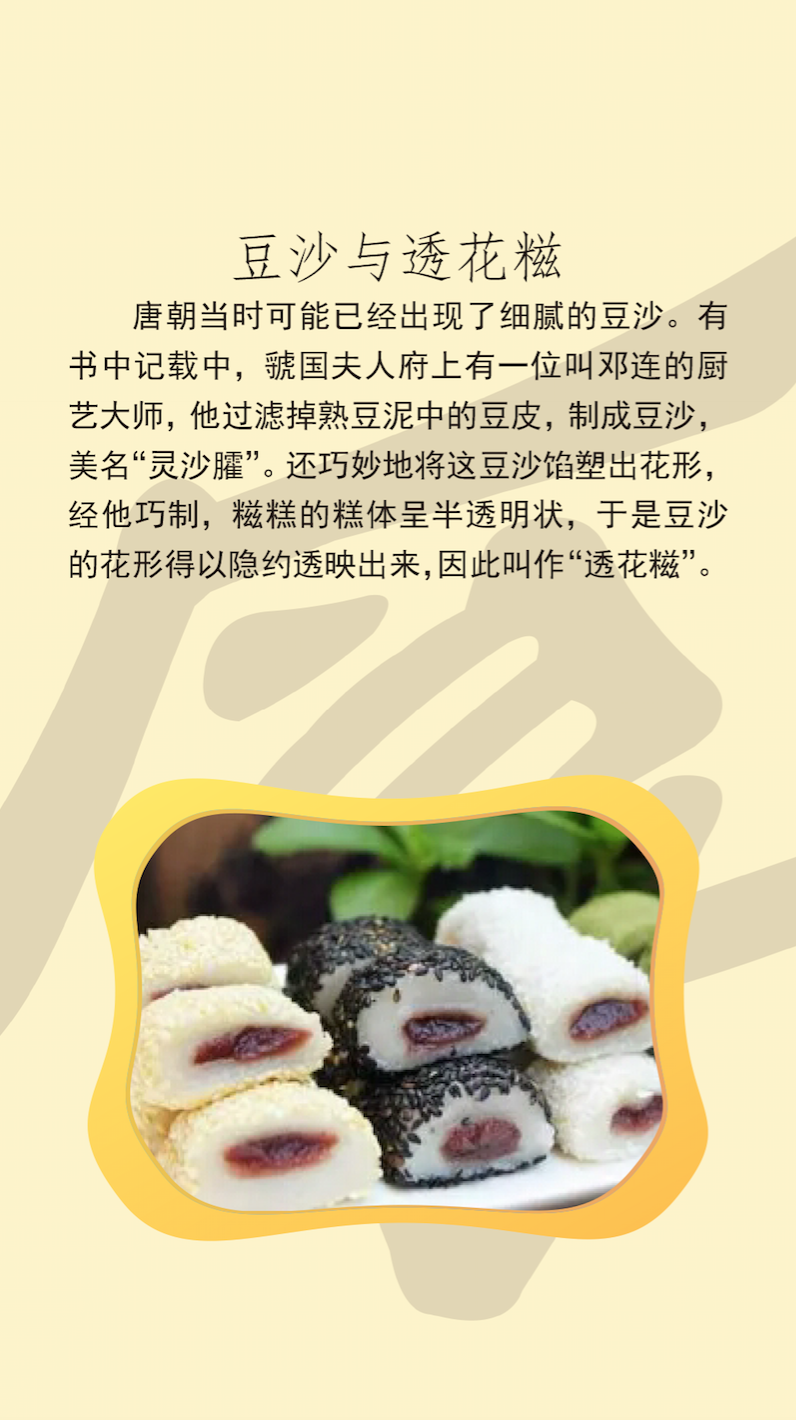 豆沙与透花糍
唐朝当时可能已经出现了细腻的豆沙。有
书中记载中，虢国夫人府上有一位叫邓连的厨
艺大师，他过滤掉熟豆泥中的豆皮，制成豆沙，
美名“灵沙臛”。还巧妙地将这豆沙馅塑出花形，
经他巧制，糍糕的糕体呈半透明状，于是豆沙
的花形得以隐约透映出来，因此叫作“透花糍”。